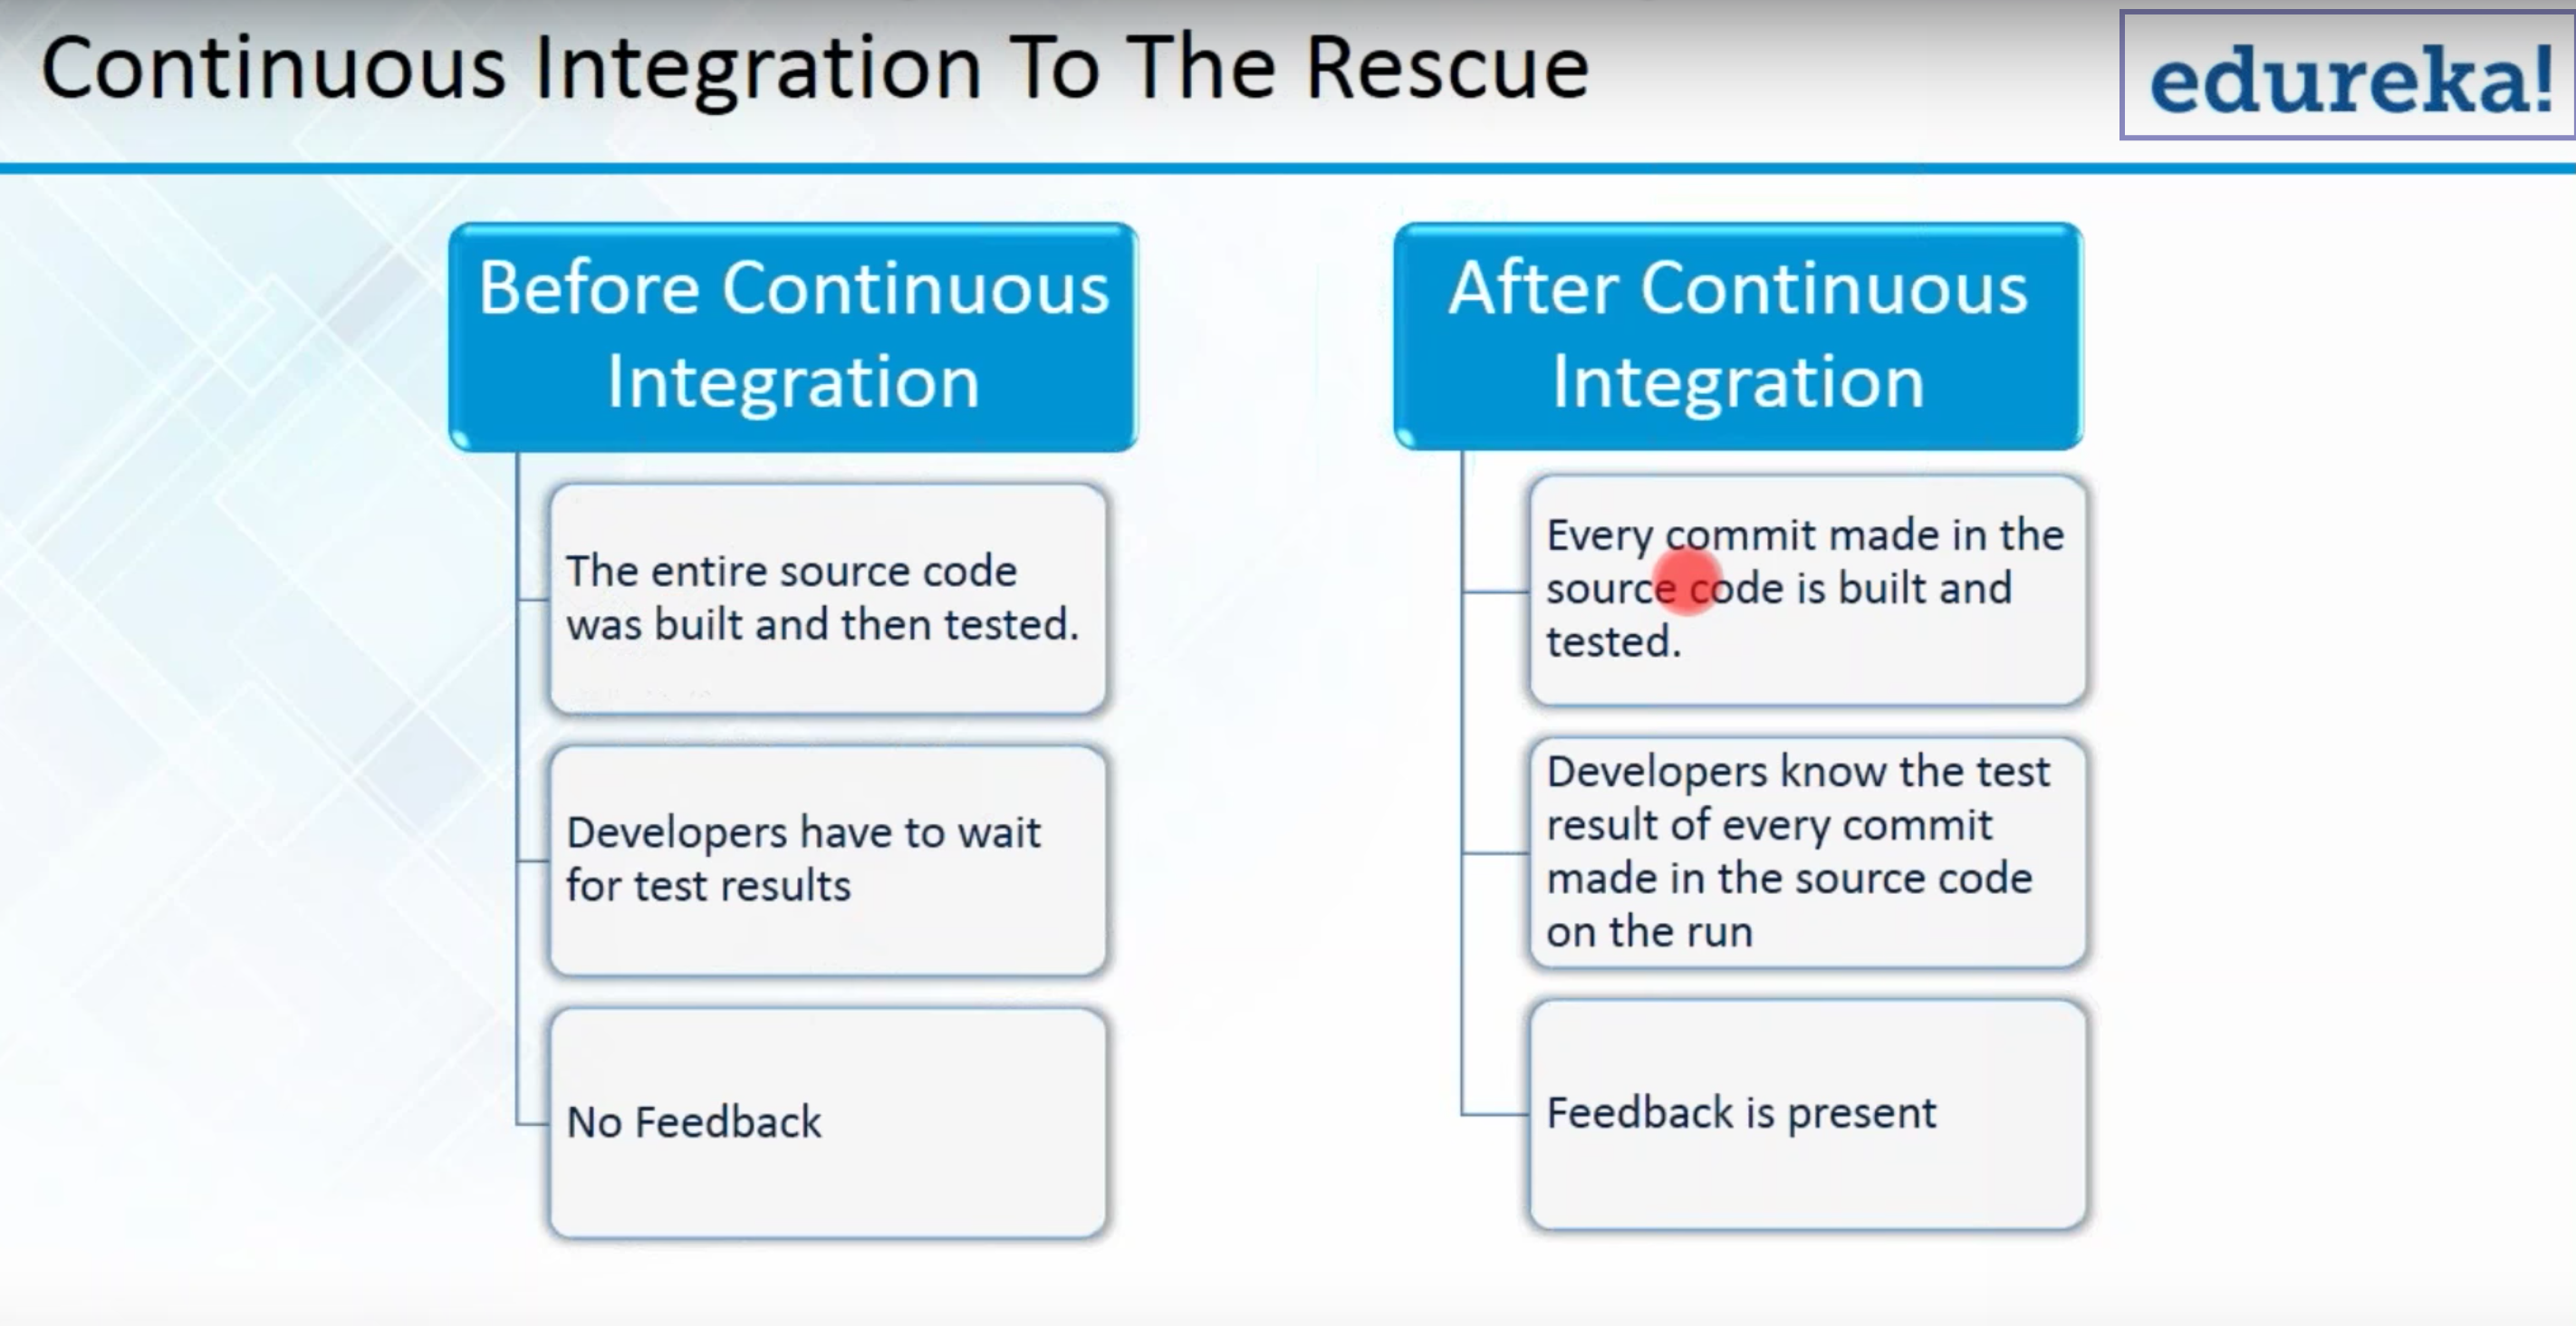 Continuous Integration To The Rescue
edureka!
Before Continuous
Integration
The entire source code
was built and then tested.
Developers have to wait
for test results
No Feedback
After Continuous
Integration
Every commit made in the
source code is built and
tested.
Developers know the test
result of every commit
made in the source code
on the run
Feedback is present